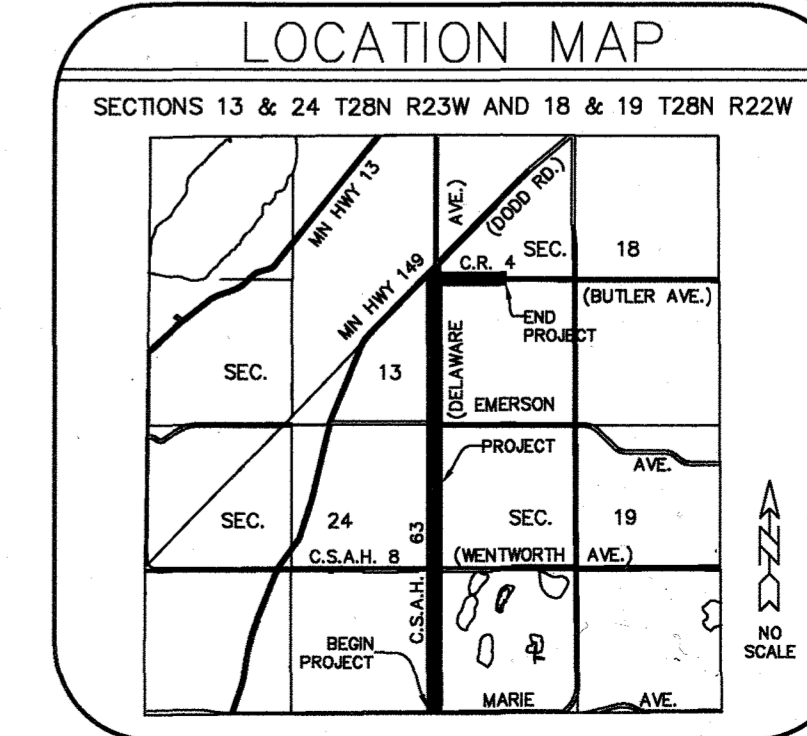 LOCATION MAP
SECTIONS 13 & 24 T28N R23W AND 18 & 19 T28N R22W
MN HWY 13
AVE.)
(DODD RD.)
SEC. 18
C.R. 4
MN HWY 149
(BUTLER AVE.)
END
PROJECT
(DELAWARE
SEC. 13
EMERSON
PROJECT
AVE.
SEC. 24
SEC. 19
C.S.A.H. 63
C.S.A.H. 8
(WENTWORTH AVE.)
N
NO
SCALE
BEGIN
PROJECT
MARIE AVE.